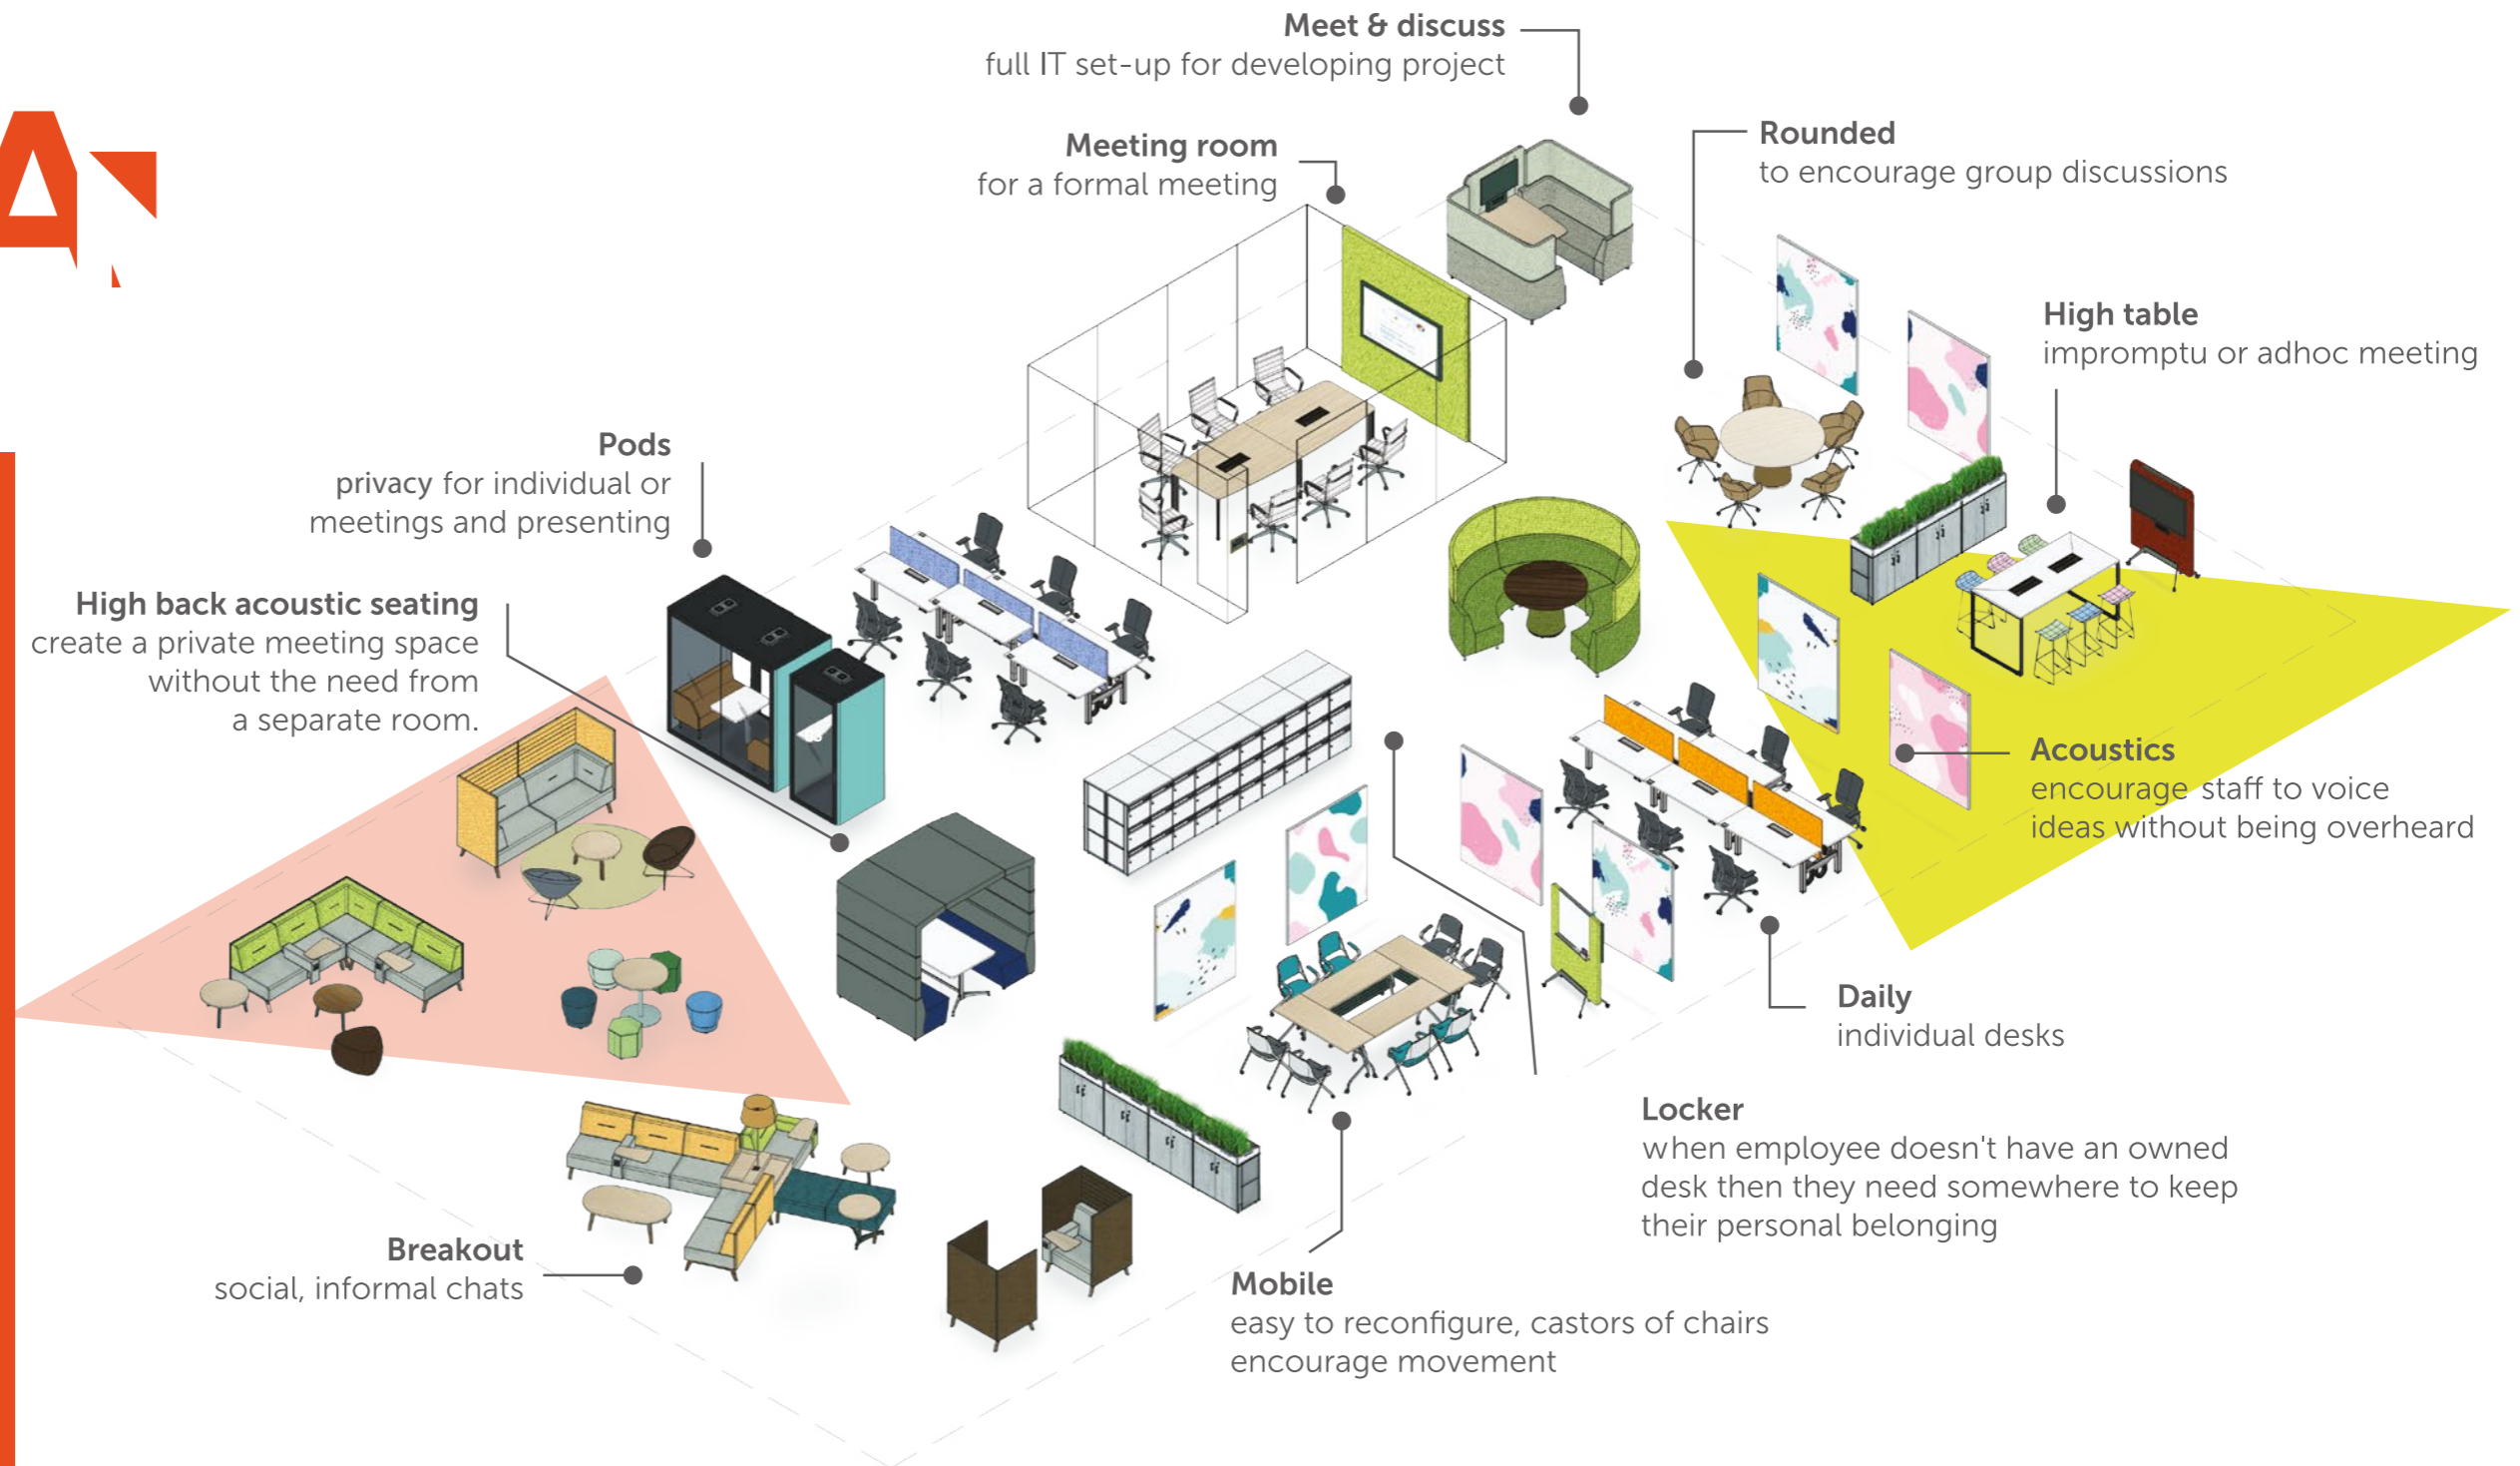 Meet & discuss
full IT set-up for developing project
Meeting room
for a formal meeting
Rounded
to encourage group discussions
High table
impromptu or adhoc meeting
Pods
privacy for individual or
meetings and presenting
High back acoustic seating
create a private meeting space
without the need from
a separate room.
Acoustics
encourage staff to voice
ideas without being overheard
Daily
individual desks
Locker
when employee doesn't have an owned
desk then they need somewhere to keep
their personal belonging
Breakout
social, informal chats
Mobile
easy to reconfigure, castors of chairs
encourage movement